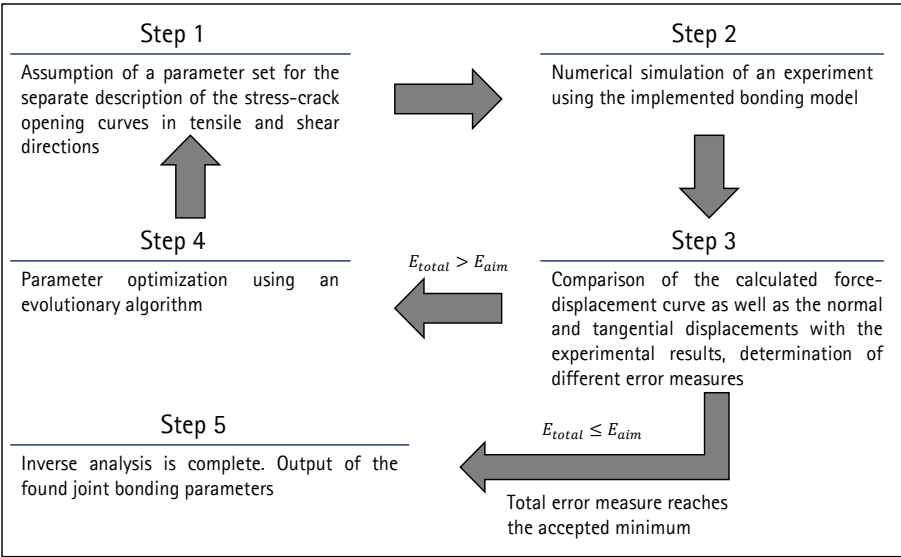 Step 1
Assumption of a parameter set for the
separate description of the stress-crack
opening curves in tensile and shear
directions
Step 2
Numerical simulation of an experiment
using the implemented bonding model
Step 3
Comparison of the calculated force-
displacement curve as well as the normal
and tangential displacements with the
experimental results, determination of
different error measures
E_total > E_aim
Step 4
Parameter optimization using an
evolutionary algorithm
E_total ≤ E_aim
Total error measure reaches
the accepted minimum
Step 5
Inverse analysis is complete. Output of the
found joint bonding parameters